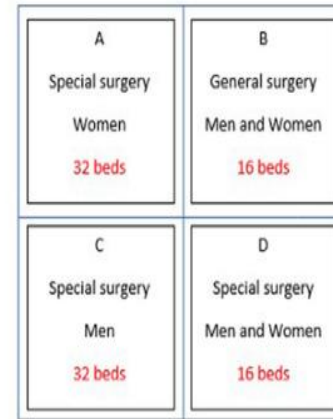 A
Special surgery
Women
32 beds
B
General surgery
Men and Women
16 beds
C
Special surgery
Men
32 beds
D
Special surgery
Men and Women
16 beds